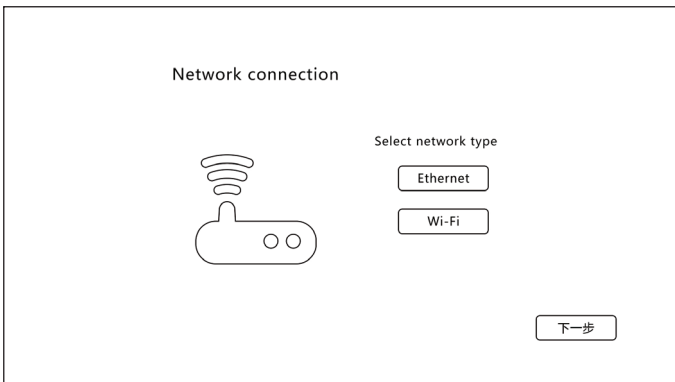 Network connection
Select network type
Ethernet
Wi-Fi
下一步